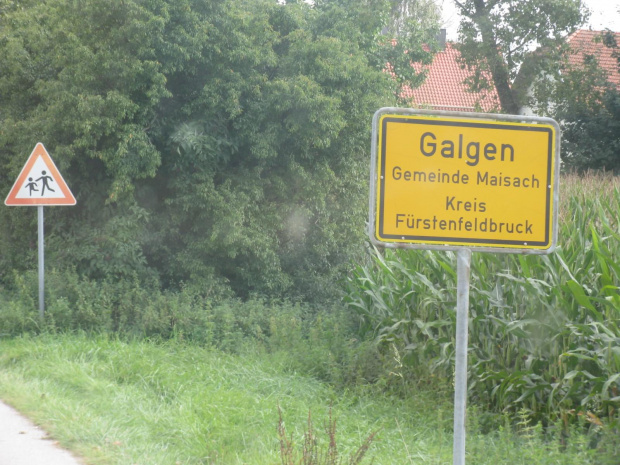 Galgen
Gemeinde Maisach
Kreis
Fürstenfeldbruck